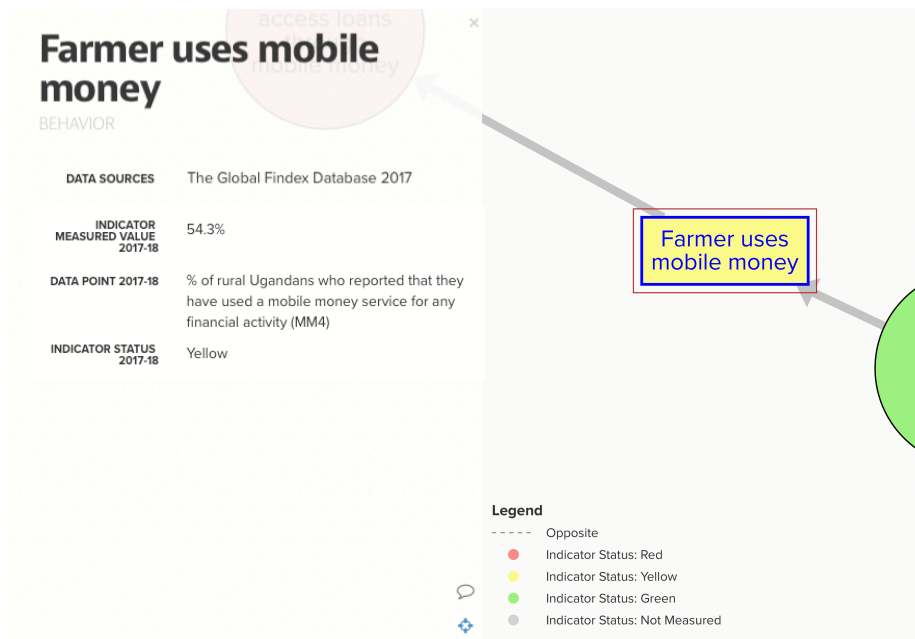 access loans
mobile money
×
Farmer uses mobile
money
BEHAVIOR
DATA SOURCES
The Global Findex Database 2017
INDICATOR
MEASURED VALUE
2017-18
54.3%
DATA POINT 2017-18
% of rural Ugandans who reported that they
have used a mobile money service for any
financial activity (MM4)
INDICATOR STATUS
2017-18
Yellow
Farmer uses
mobile money
Legend
Opposite
Indicator Status: Red
Indicator Status: Yellow
Indicator Status: Green
Indicator Status: Not Measured